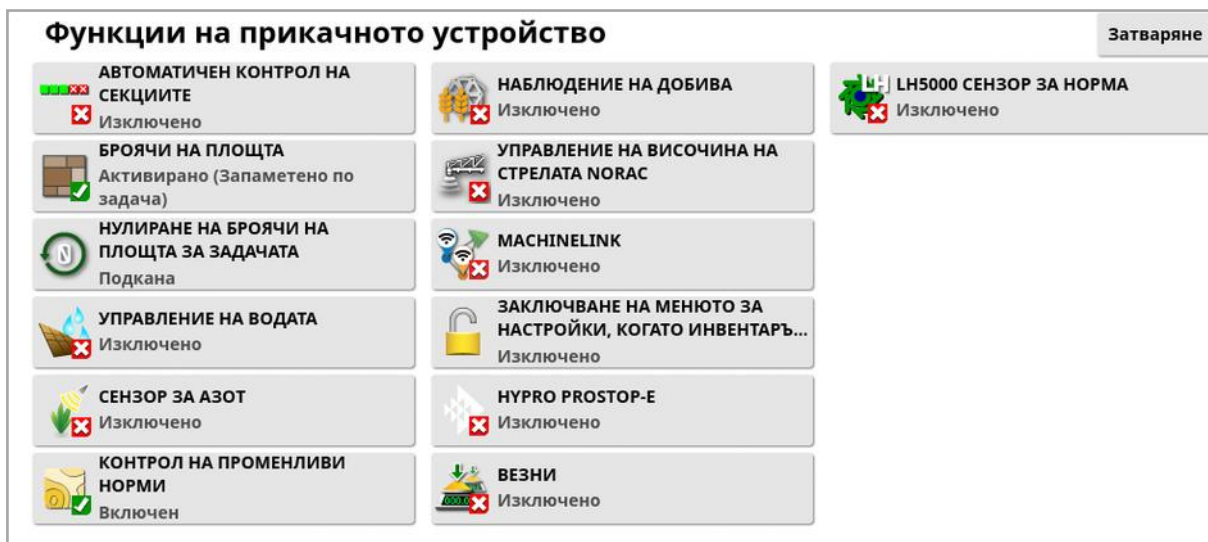 Функции на прикачното устройство
Затваряне
АВТОМАТИЧЕН КОНТРОЛ НА
СЕКЦИИТЕ
Изключено
БРОЯЧИ НА ПЛОЩТА
Активирано (Запаметено по
задача)
НУЛИРАНЕ НА БРОЯЧИ НА
ПЛОЩТА ЗА ЗАДАЧАТА
Подкана
УПРАВЛЕНИЕ НА ВОДАТА
Изключено
СЕНЗОР ЗА АЗОТ
Изключено
КОНТРОЛ НА ПРОМЕНЛИВИ
НОРМИ
Включен
НАБЛЮДЕНИЕ НА ДОБИВА
Изключено
УПРАВЛЕНИЕ НА ВИСОЧИНА НА
СТРЕЛАТА NORAC
Изключено
MACHINELINK
Изключено
ЗАКЛЮЧВАНЕ НА МЕНЮТО ЗА
НАСТРОЙКИ, КОГАТО ИНВЕНТАРЪ...
Изключено
HYPRO PROSTOP-E
Изключено
ВЕЗНИ
Изключено
LH
LH5000 СЕНЗОР ЗА НОРМА
Изключено